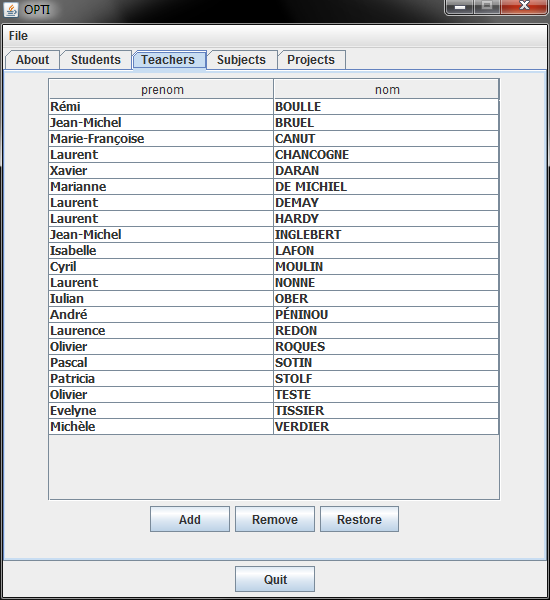 OPTI
File
About Students Teachers Subjects Projects
prenom nom
Rémi BOULLE
Jean-Michel BRUEL
Marie-Françoise CANUT
Laurent CHANCOGNE
Xavier DARAN
Marianne DE MICHIEL
Laurent DEMAY
Laurent HARDY
Jean-Michel INGLEBERT
Isabelle LAFON
Cyril MOULIN
Laurent NONNE
Iulian OBER
André PÉNINOU
Laurence REDON
Olivier ROQUES
Pascal SOTIN
Patricia STOLF
Olivier TESTE
Evelyne TISSIER
Michèle VERDIER
Add Remove Restore
Quit